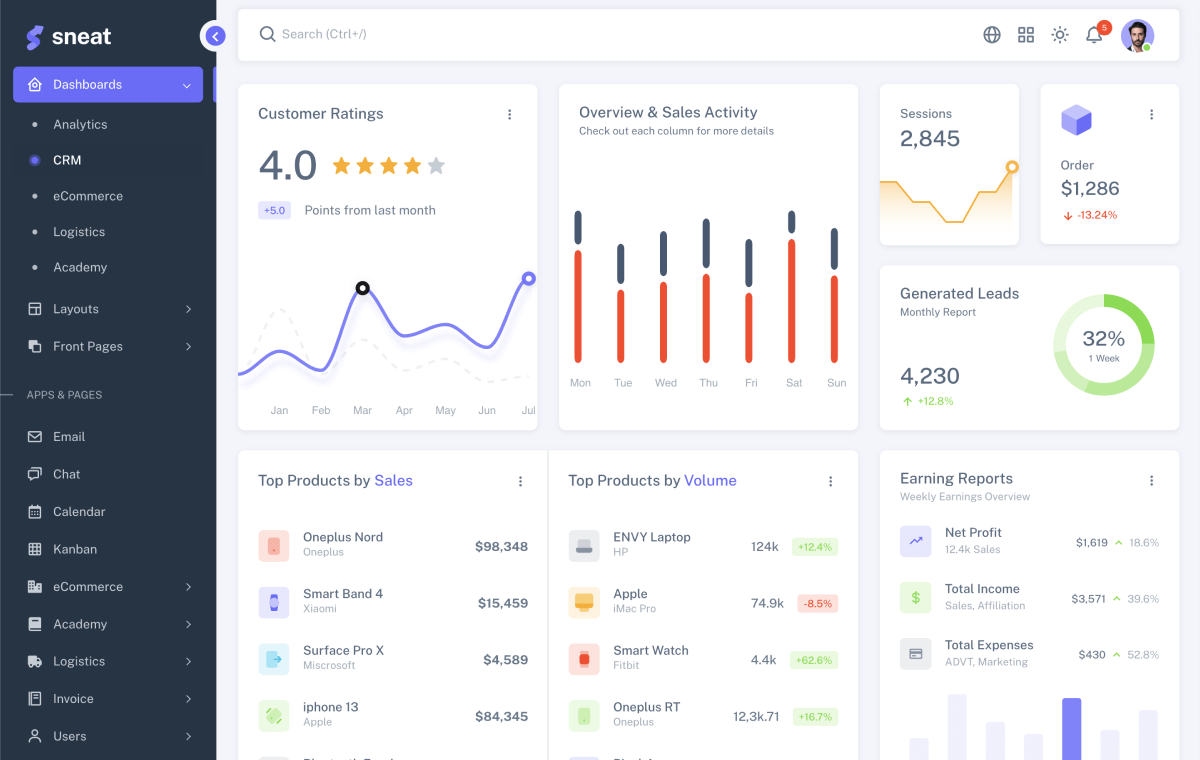 sneat
Dashboards
Analytics
CRM
eCommerce
Logistics
Academy
Layouts
Front Pages
APPS & PAGES
Email
Chat
Calendar
Kanban
eCommerce
Academy
Logistics
Invoice
Users
Search (Ctrl+/)
5
Customer Ratings
4.0
+5.0 Points from last month
Jan Feb Mar Apr May Jun Jul
Overview & Sales Activity
Check out each column for more details
Mon Tue Wed Thu Fri Sat Sun
Sessions
2,845
Order
$1,286
-13.24%
Generated Leads
Monthly Report
4,230
+12.8%
32%
1 Week
Top Products by Sales
Oneplus Nord
Oneplus
$98,348
Smart Band 4
Xiaomi
$15,459
Surface Pro X
Miscrosoft
$4,589
iphone 13
Apple
$84,345
Top Products by Volume
ENVY Laptop
HP
124k +12.4%
Apple
iMac Pro
74.9k -8.5%
Smart Watch
Fitbit
4.4k +62.6%
Oneplus RT
Oneplus
12,3k.71 +16.7%
Earning Reports
Weekly Earnings Overview
Net Profit
12.4k Sales
$1,619 18.6%
Total Income
Sales, Affiliation
$3,571 39.6%
Total Expenses
ADVT, Marketing
$430 52.8%